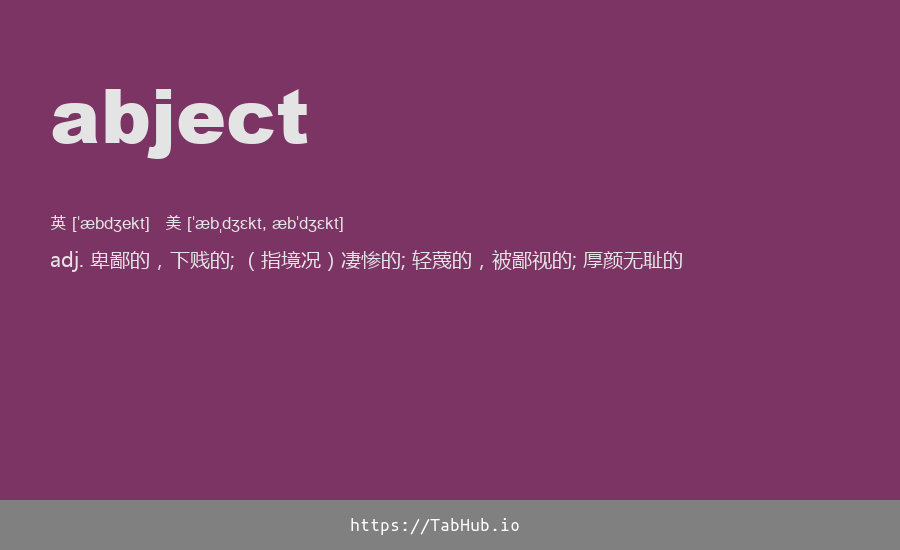 abject
英 [ˈæbdʒekt] 美 [ˈæbˌdʒɛkt, æbˈdʒɛkt]
adj. 卑鄙的，下贱的; （指境况）凄惨的; 轻蔑的，被鄙视的; 厚颜无耻的
https://TabHub.io